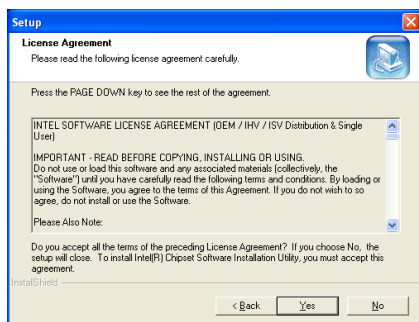 Setup
License Agreement
Please read the following license agreement carefully.
Press the PAGE DOWN key to see the rest of the agreement.
INTEL SOFTWARE LICENSE AGREEMENT (OEM / IHV / ISV Distribution & Single
User)
IMPORTANT - READ BEFORE COPYING, INSTALLING OR USING.
Do not use or load this software and any associated materials (collectively, the
"Software") until you have carefully read the following terms and conditions. By loading or
using the Software, you agree to the terms of this Agreement. If you do not wish to so
agree, do not install or use the Software.
Please Also Note:
Do you accept all the terms of the preceding License Agreement? If you choose No, the
setup will close. To install Intel(R) Chipset Software Installation Utility, you must accept this
agreement.
InstallShield
< Back Yes No